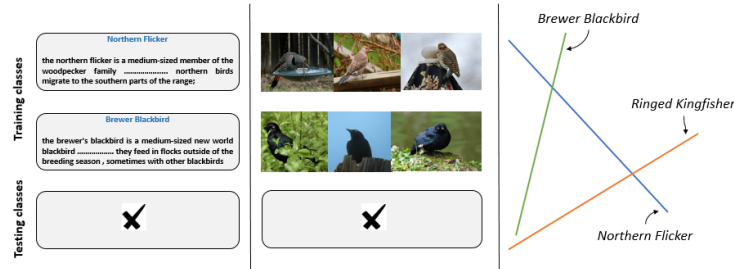 Training classes
Testing classes
Northern Flicker
the northern flicker is a medium-sized member of the
woodpecker family ..................... northern birds
migrate to the southern parts of the range;
Brewer Blackbird
the brewer's blackbird is a medium-sized new world
blackbird ................. they feed in flocks outside of the
breeding season , sometimes with other blackbirds
Brewer Blackbird
Ringed Kingfisher
Northern Flicker